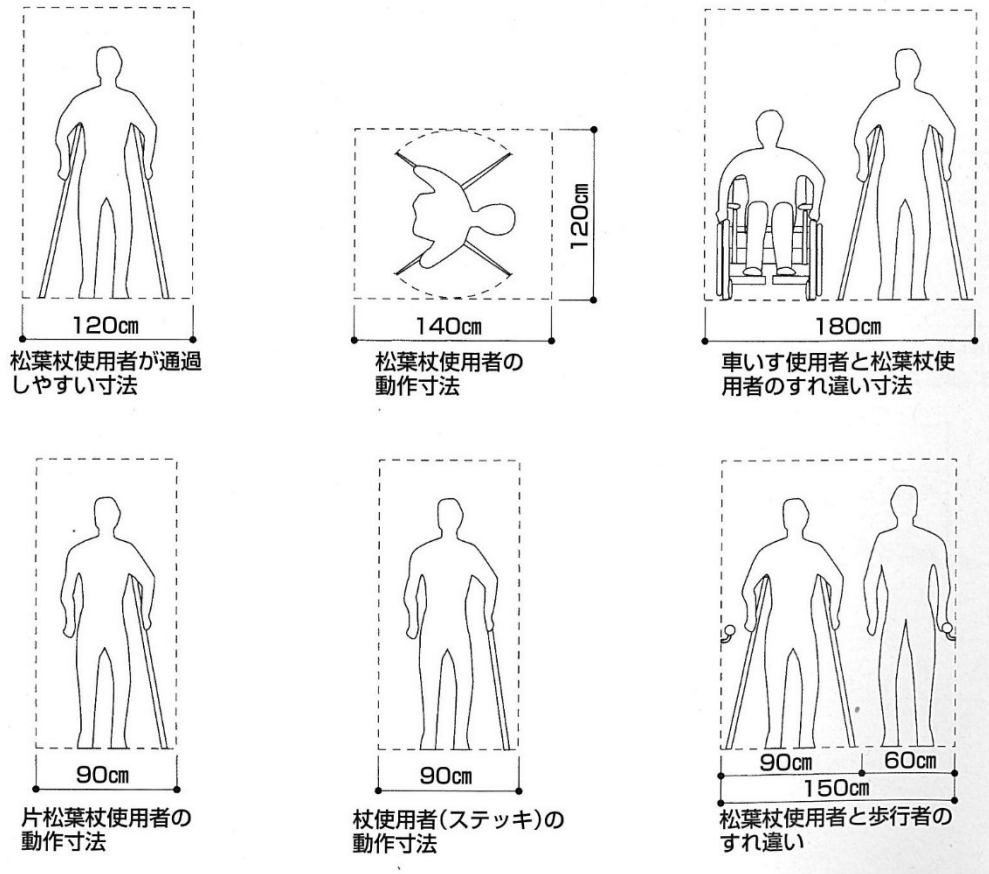 120cm
松葉杖使用者が通過
しやすい寸法
120cm
140cm
松葉杖使用者の
動作寸法
180cm
車いす使用者と松葉杖使
用者のすれ違い寸法
90cm
片松葉杖使用者の
動作寸法
90cm
杖使用者(ステッキ)の
動作寸法
90cm 60cm
150cm
松葉杖使用者と歩行者の
すれ違い